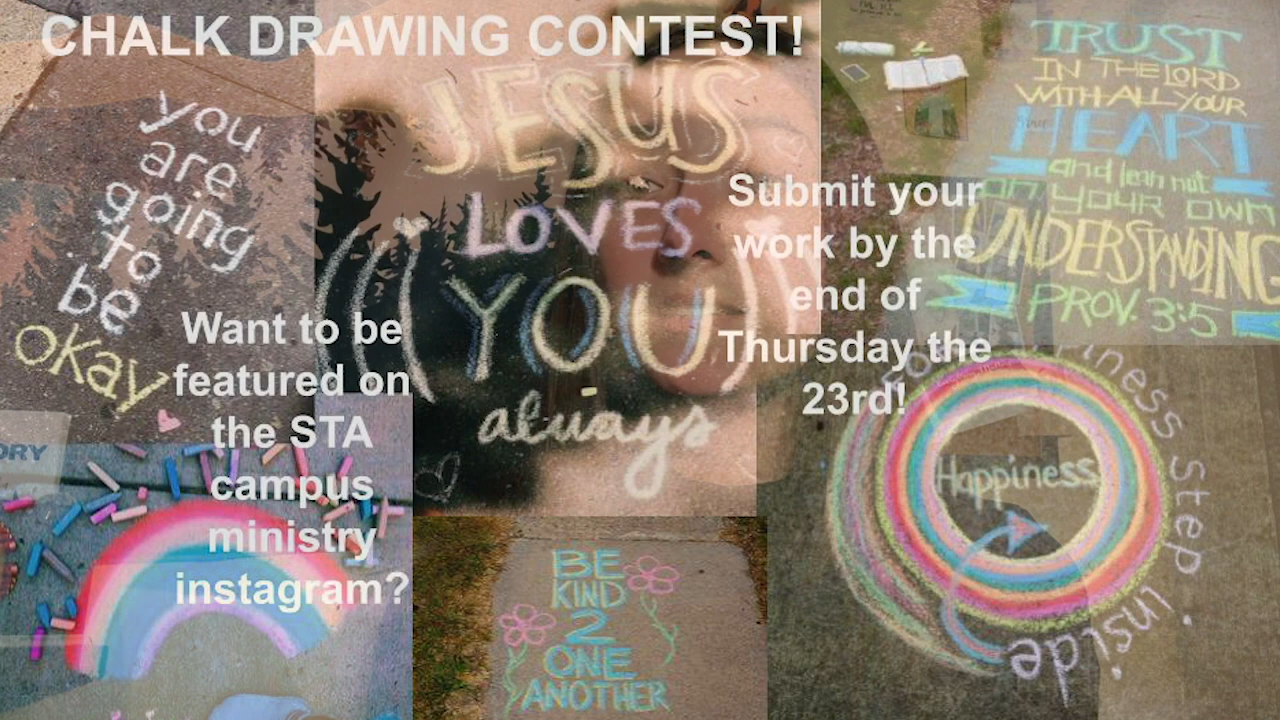 CHALK DRAWING CONTEST!
you
are
going
to
be
okay
Want to be
featured on
the STA
campus
ministry
instagram?
JESUS
LOVES
(((YOU))
always
Submit your
work by the
end of
Thursday the
23rd!
TRUST
IN THE LORD
WITH ALL YOUR
HEART
and lean not
on your own
UNDERSTANDING
PROV. 3:5
Happiness
Step inside
BE
KIND
2
ONE
ANOTHER
ORY